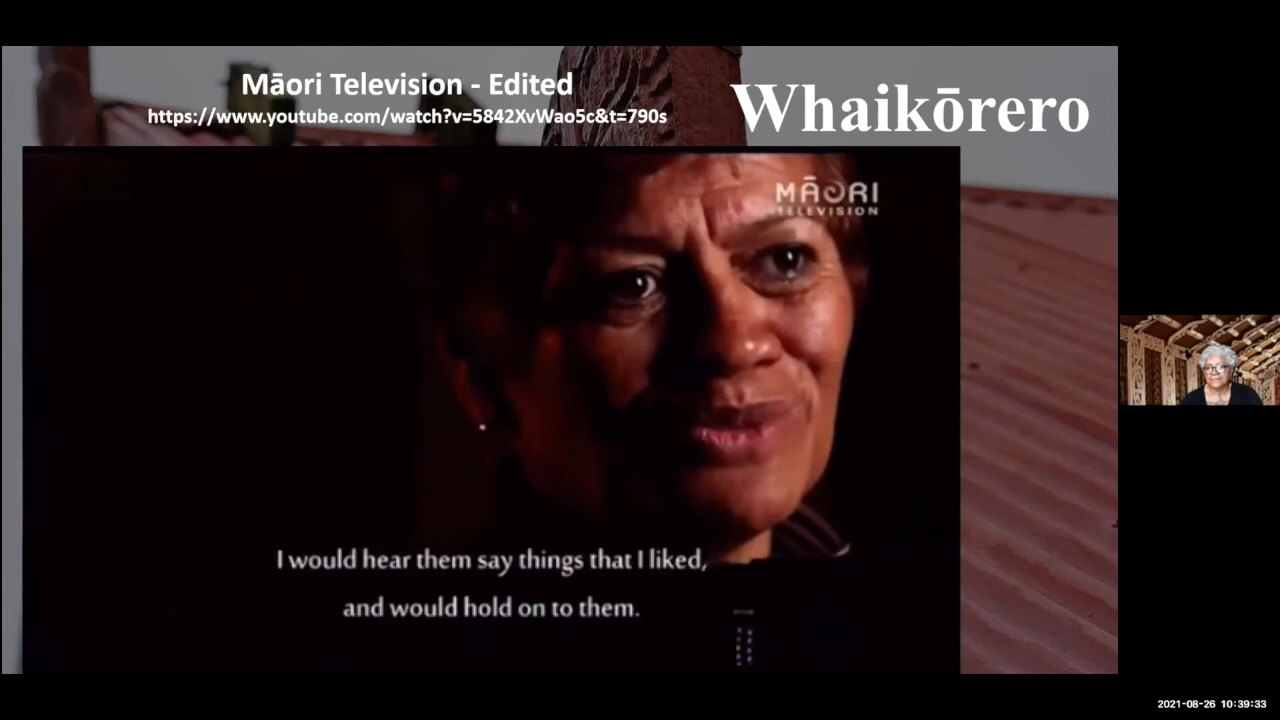 Māori Television - Edited
https://www.youtube.com/watch?v=5842XvWao5c&t=790s
Whaikōrero
MĀORI
TELEVISION
I would hear them say things that I liked,
and would hold on to them.
2021-08-26 10:39:33